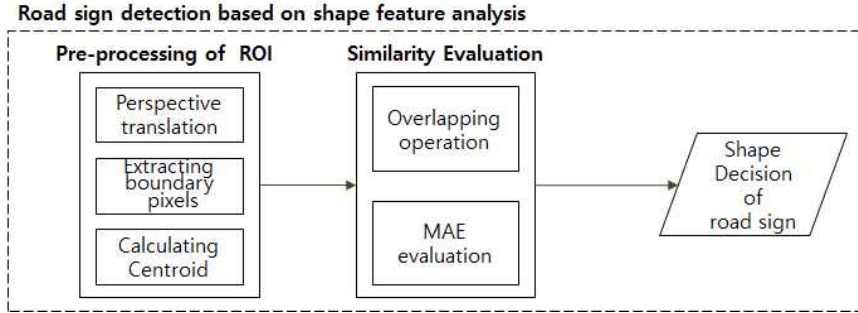 Road sign detection based on shape feature analysis
Pre-processing of ROI
Perspective
translation
Extracting
boundary
pixels
Calculating
Centroid
Similarity Evaluation
Overlapping
operation
MAE
evaluation
Shape
Decision
of
road sign